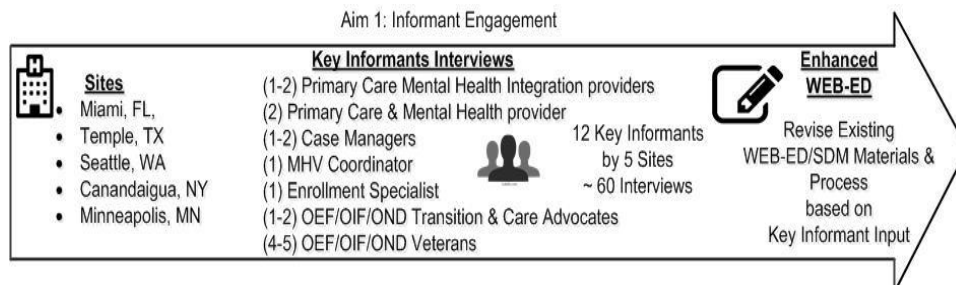 Aim 1: Informant Engagement
Sites
• Miami, FL,
• Temple, TX
• Seattle, WA
• Canandaigua, NY
• Minneapolis, MN
Key Informants Interviews
(1-2) Primary Care Mental Health Integration providers
(2) Primary Care & Mental Health provider
(1-2) Case Managers
(1) MHV Coordinator
(1) Enrollment Specialist
(1-2) OEF/OIF/OND Transition & Care Advocates
(4-5) OEF/OIF/OND Veterans
12 Key Informants
by 5 Sites
~ 60 Interviews
Enhanced
WEB-ED
Revise Existing
WEB-ED/SDM Materials &
Process
based on
Key Informant Input